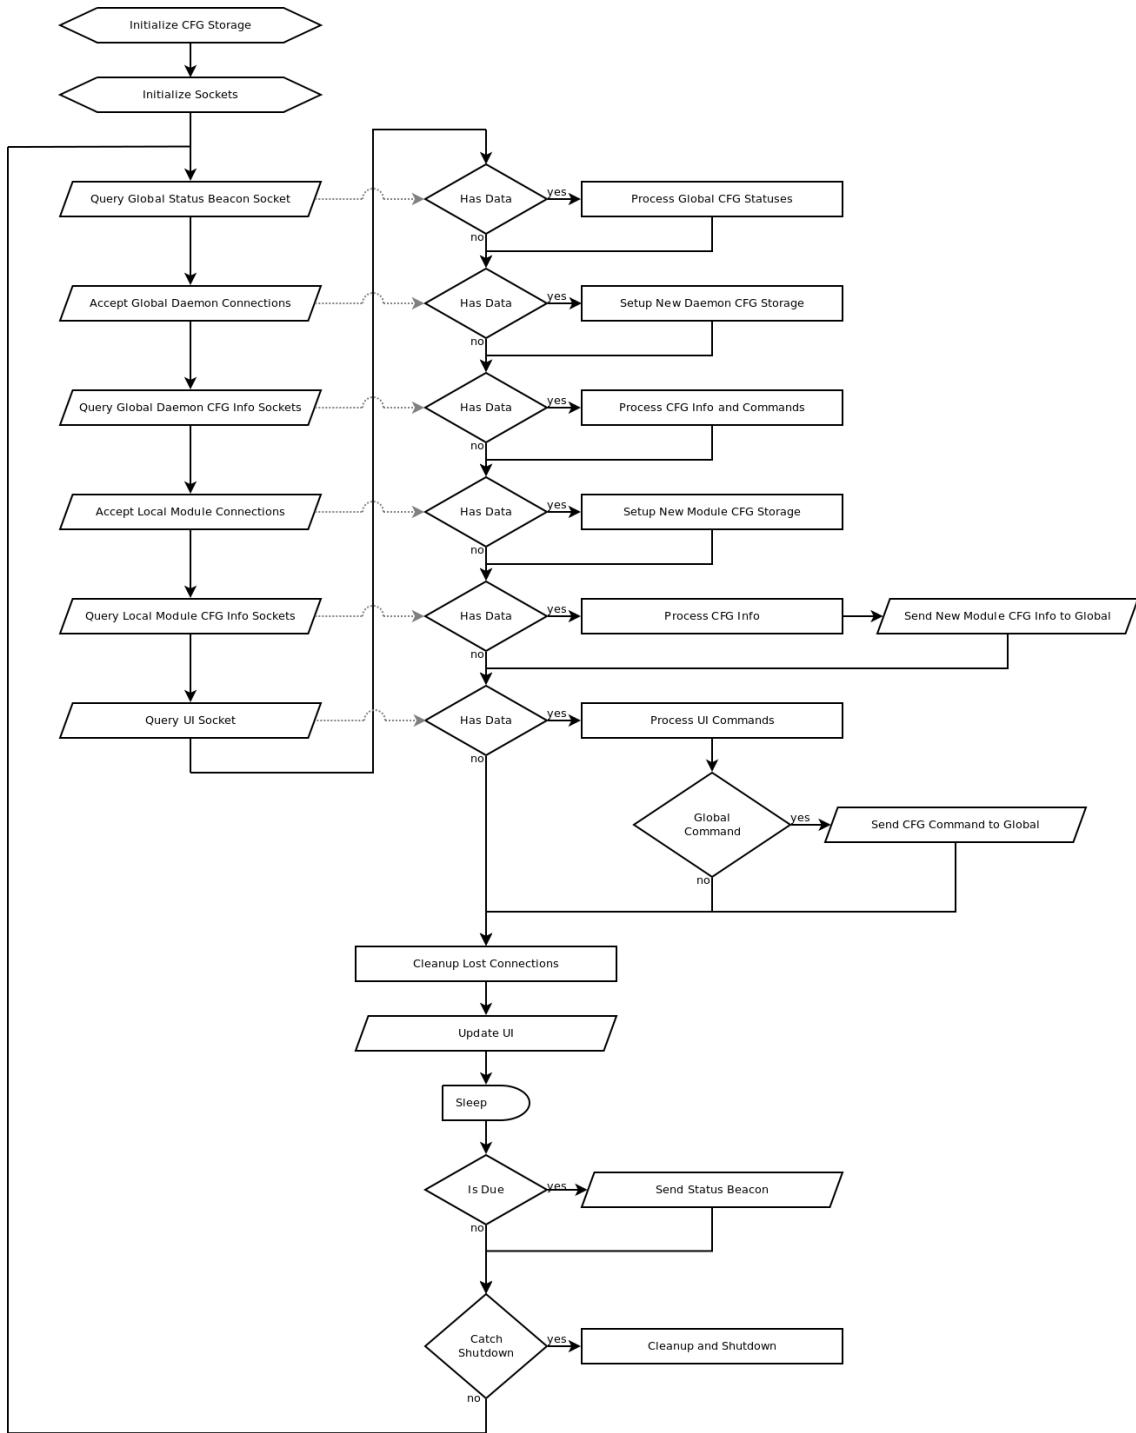 Initialize CFG Storage
Initialize Sockets
Query Global Status Beacon Socket
Has Data
yes
Process Global CFG Statuses
no
Accept Global Daemon Connections
Has Data
yes
Setup New Daemon CFG Storage
no
Query Global Daemon CFG Info Sockets
Has Data
yes
Process CFG Info and Commands
no
Accept Local Module Connections
Has Data
yes
Setup New Module CFG Storage
no
Query Local Module CFG Info Sockets
Has Data
yes
Process CFG Info
Send New Module CFG Info to Global
no
Query UI Socket
Has Data
yes
Process UI Commands
no
Global
Command
yes
Send CFG Command to Global
no
Cleanup Lost Connections
Update UI
Sleep
Is Due
yes
Send Status Beacon
no
Catch
Shutdown
yes
Cleanup and Shutdown
no